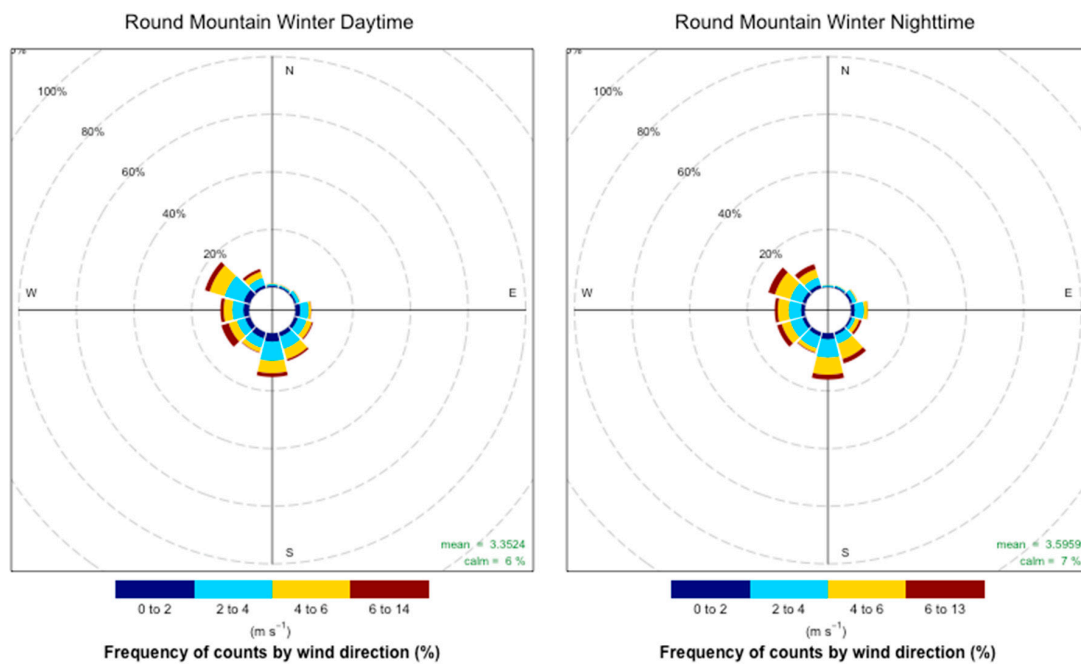 Round Mountain Winter Daytime
N
100%
80%
60%
40%
20%
W
E
S
mean = 3.3524
calm = 6 %
0 to 2
2 to 4
4 to 6
6 to 14
(m s⁻¹)
Frequency of counts by wind direction (%)
Round Mountain Winter Nighttime
N
100%
80%
60%
40%
20%
W
E
S
mean = 3.5959
calm = 7 %
0 to 2
2 to 4
4 to 6
6 to 13
(m s⁻¹)
Frequency of counts by wind direction (%)